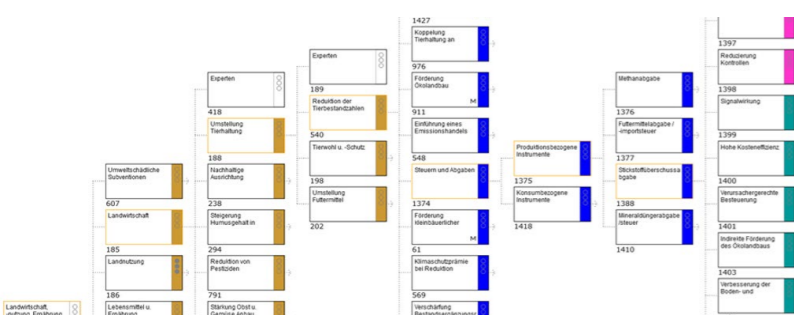 Landwirtschaft,
-nutzung, Ernährung
Umweltschädliche
Subventionen
607
Landwirtschaft
185
Landnutzung
186
Lebensmittel u.
Ernährung
Experten
418
Umstellung
Tierhaltung
188
Nachhaltige
Ausrichtung
238
Steigerung
Humusgehalt in
294
Reduktion von
Pestiziden
791
Stärkung Obst u.
Gemüse Anbau
Experten
189
Reduktion der
Tierbestandzahlen
540
Tierwohl u. -Schutz
198
Umstellung
Futtermittel
202
1427
Koppelung
Tierhaltung an
976
Förderung
Ökolandbau
M
911
Einführung eines
Emissionshandels
548
Steuern und Abgaben
1374
Förderung
kleinbäuerlicher
M
61
Klimaschutzprämie
bei Reduktion
569
Verschärfung
Bestandsergänzungss
Produktionsbezogene
Instrumente
1375
Konsumbezogene
Instrumente
1418
Methanabgabe
1376
Futtermittelabgabe /
-importsteuer
1377
Stickstoffüberschussa
bgabe
1388
Mineraldüngerabgabe
/steuer
1410
1397
Reduzierung
Kontrollen
1398
Signalwirkung
1399
Hohe Kosteneffizienz.
1400
Verursachergerechte
Besteuerung
1401
Indirekte Förderung
des Ökolandbaus
1403
Verbesserung der
Boden- und